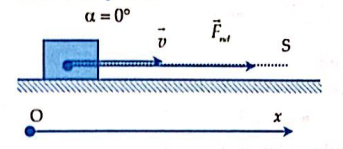 α = 0°
v⃗ F⃗ S
O x